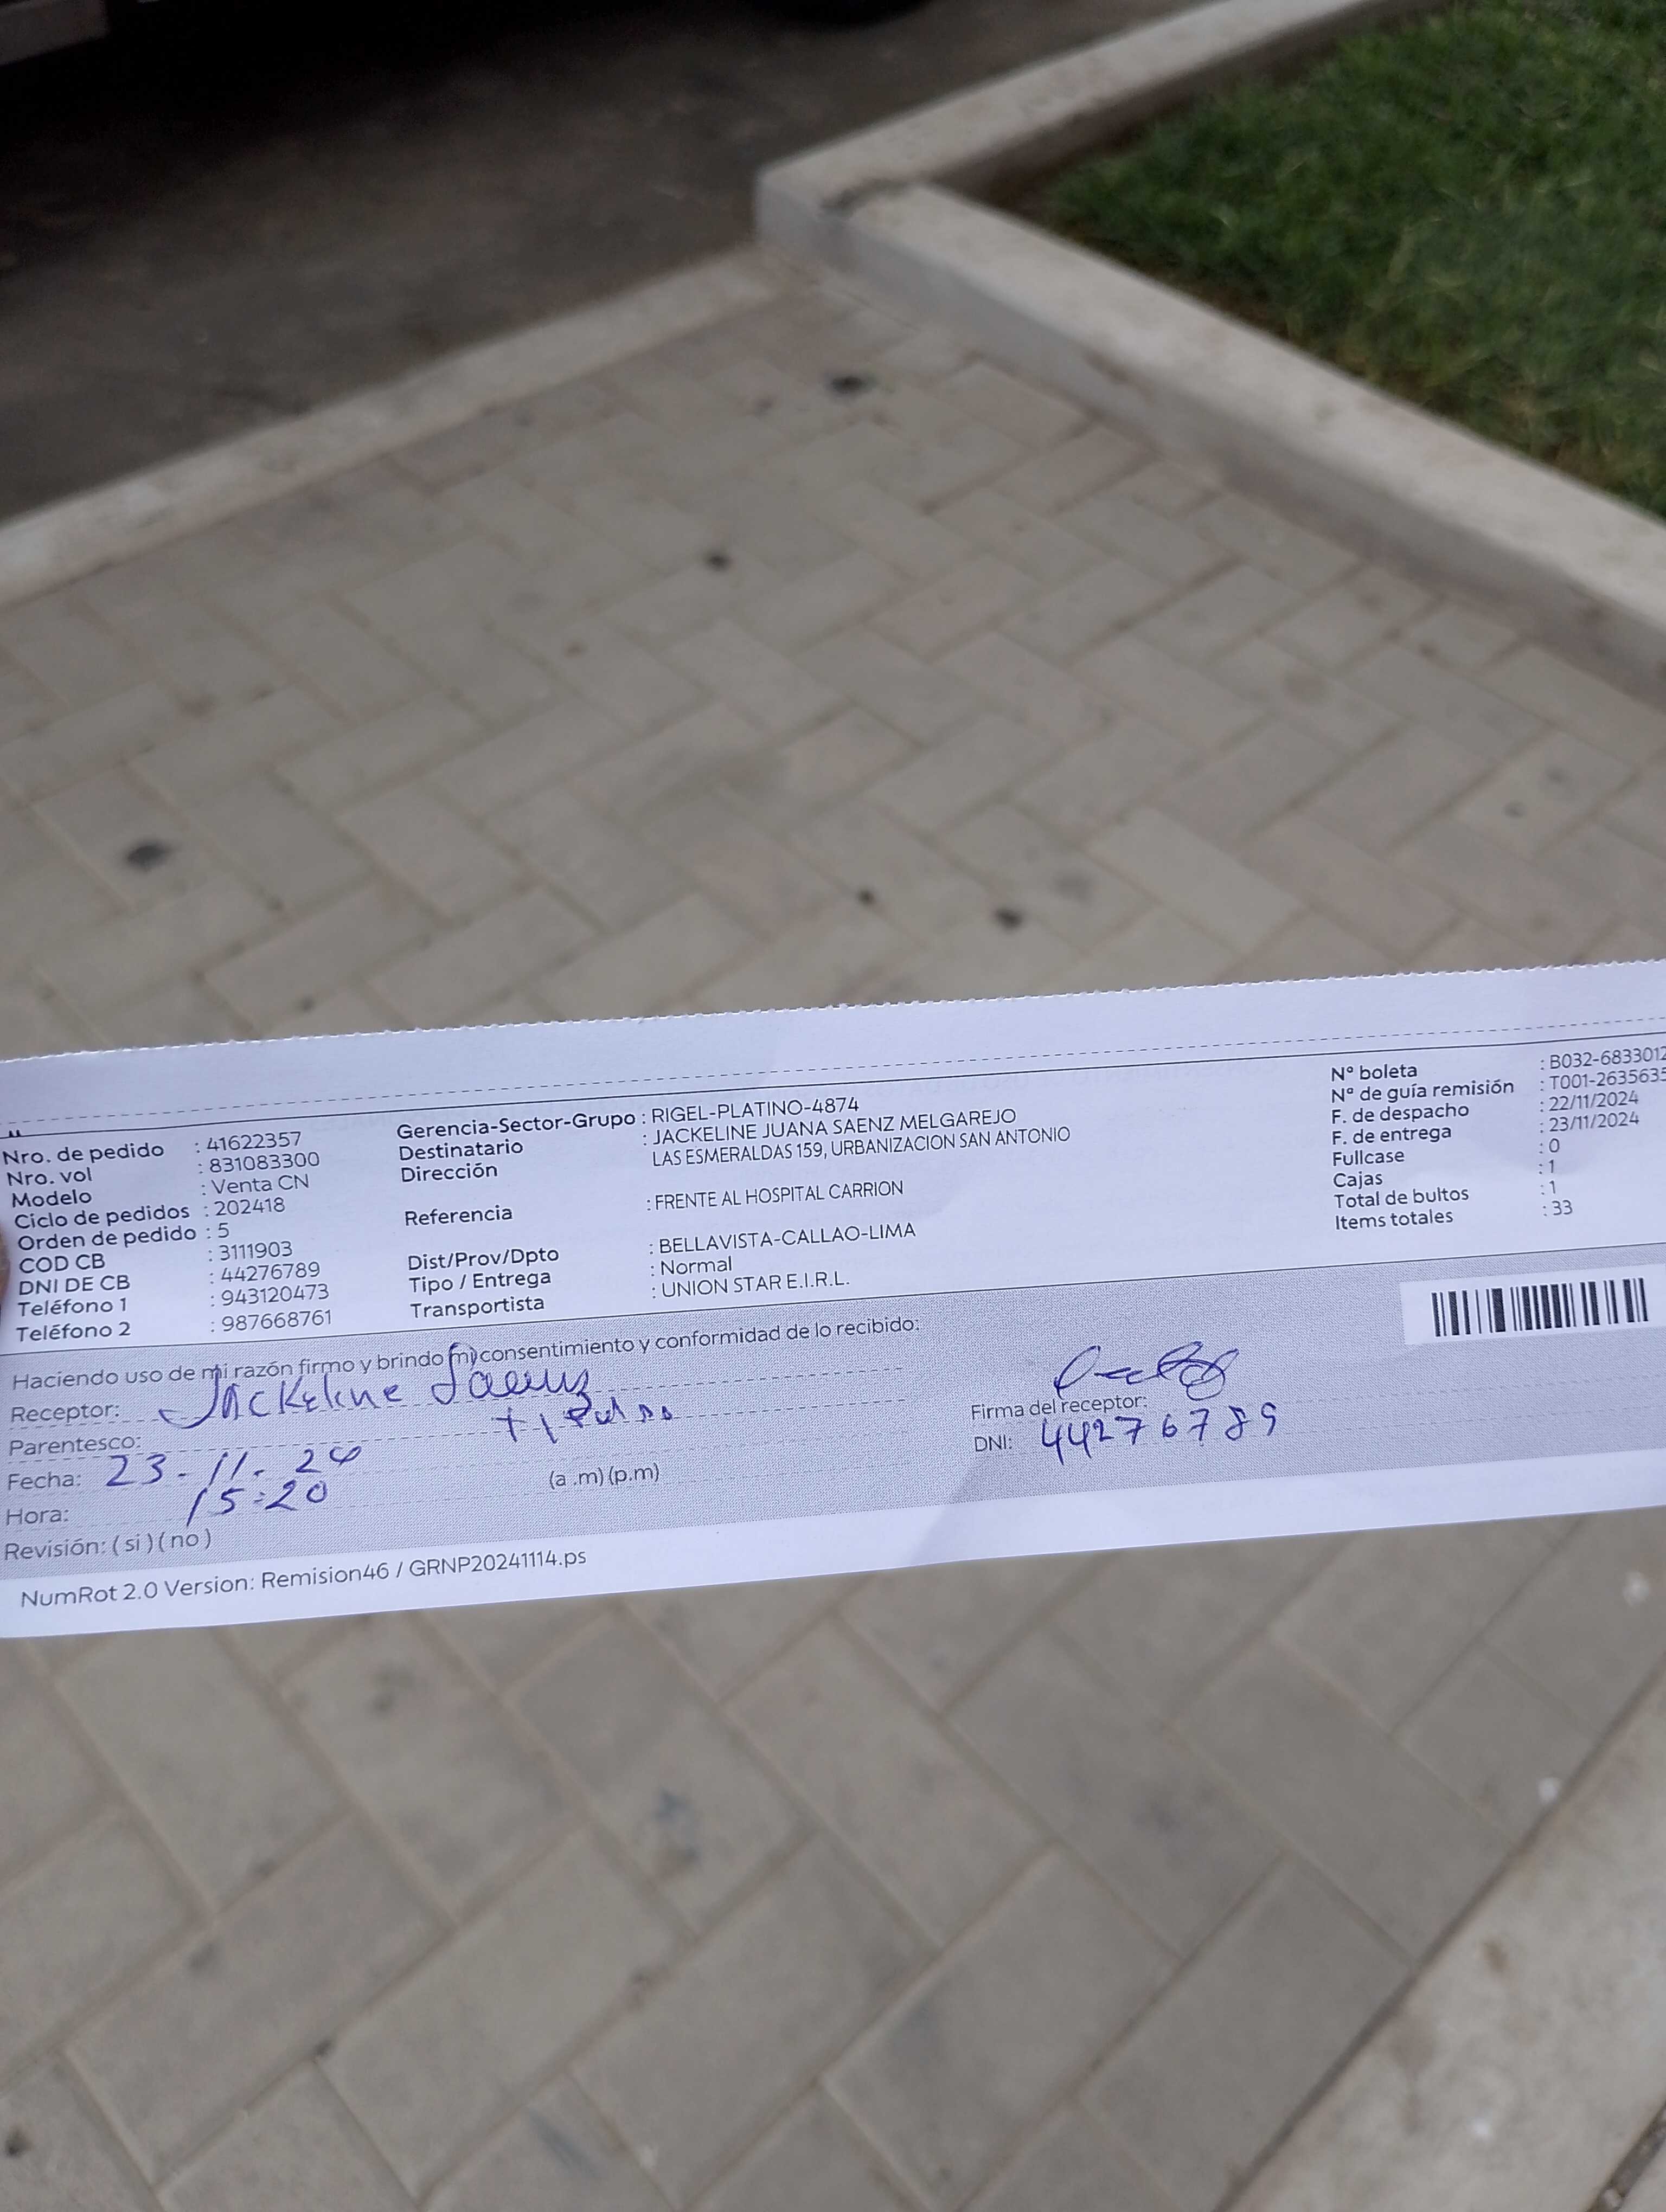 Nro. de pedido : 41622357
Nro. vol : 831083300
Modelo : Venta CN
Ciclo de pedidos : 202418
Orden de pedido : 5
COD CB : 3111903
DNI DE CB : 44276789
Teléfono 1 : 943120473
Teléfono 2 : 987668761
Gerencia-Sector-Grupo : RIGEL-PLATINO-4874
Destinatario : JACKELINE JUANA SAENZ MELGAREJO
Dirección LAS ESMERALDAS 159, URBANIZACION SAN ANTONIO
Referencia : FRENTE AL HOSPITAL CARRION
Dist/Prov/Dpto : BELLAVISTA-CALLAO-LIMA
Tipo / Entrega : Normal
Transportista : UNION STAR E.I.R.L.
Nº boleta : B032-6833012
Nº de guía remisión : T001-2635635
F. de despacho : 22/11/2024
F. de entrega : 23/11/2024
Fullcase : 0
Cajas : 1
Total de bultos : 1
Items totales : 33
Haciendo uso de mi razón firmo y brindo mi consentimiento y conformidad de lo recibido:
Receptor: Jackeline Saenz
Parentesco:
Fecha: 23-11-24
Hora: 15:20 (a .m) (p.m)
Revisión: ( si ) ( no )
Firma del receptor:
DNI: 44276789
NumRot 2.0 Version: Remision46 / GRNP20241114.ps